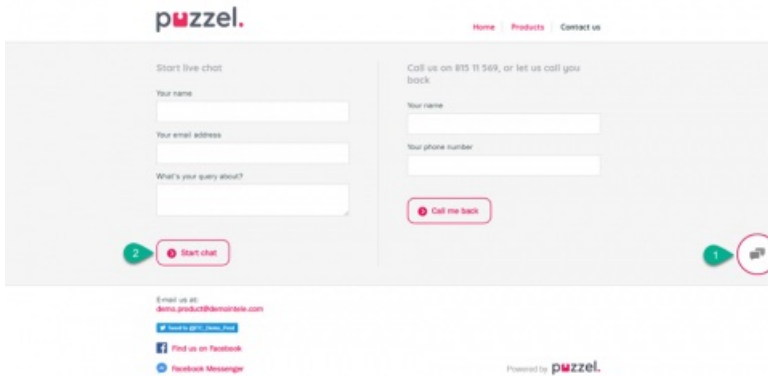 puzzel.
Home Products Contact us
Start live chat
Your name
Your email address
What's your query about?
2
Start chat
Call us on 815 11 569, or let us call you
back
Your name
Your phone number
Call me back
1
E-mail us at:
demo.product@demointele.com
Find us on Facebook
Facebook Messenger
Powered by puzzel.